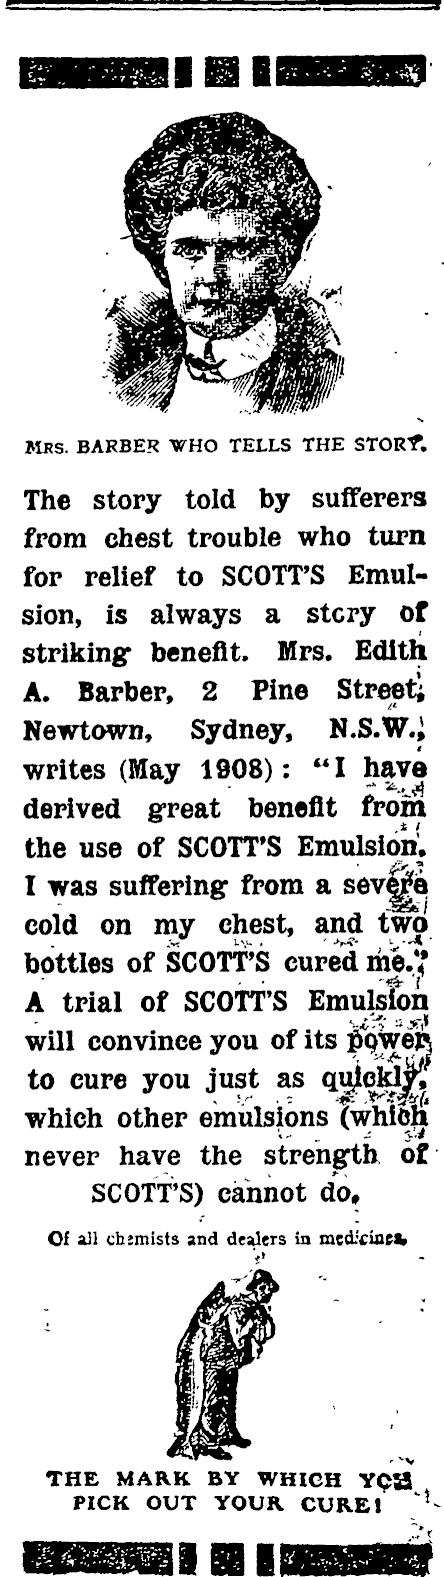 MRS. BARBER WHO TELLS THE STORY.
The story told by sufferers
from chest trouble who turn
for relief to SCOTT'S Emul-
sion, is always a story of
striking benefit. Mrs. Edith
A. Barber, 2 Pine Street,
Newtown, Sydney, N.S.W.,
writes (May 1908): "I have
derived great benefit from
the use of SCOTT'S Emulsion.
I was suffering from a severe
cold on my chest, and two
bottles of SCOTT'S cured me."
A trial of SCOTT'S Emulsion
will convince you of its power
to cure you just as quickly,
which other emulsions (which
never have the strength of
SCOTT'S) cannot do.
Of all chemists and dealers in medicines.
THE MARK BY WHICH YOU
PICK OUT YOUR CURE!